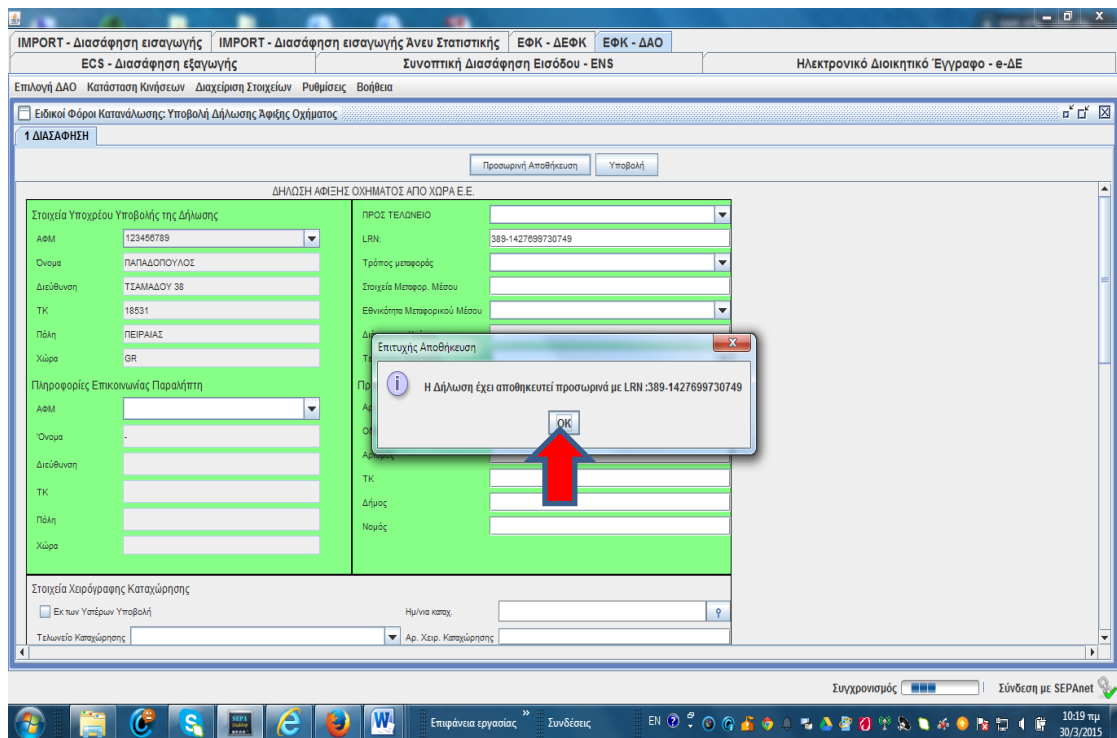 IMPORT - Διασάφηση εισαγωγής IMPORT - Διασάφηση εισαγωγής Άνευ Στατιστικής ΕΦΚ - ΔΕΦΚ ΕΦΚ - ΔΑΟ
ECS - Διασάφηση εξαγωγής Συνοπτική Διασάφηση Εισόδου - ENS Ηλεκτρονικό Διοικητικό Έγγραφο - e-ΔΕ
Επιλογή ΔΑΟ Κατάσταση Κινήσεων Διαχείριση Στοιχείων Ρυθμίσεις Βοήθεια
Ειδικοί Φόροι Κατανάλωσης: Υποβολή Δήλωσης Άφιξης Οχήματος
1 ΔΙΑΣΑΦΗΣΗ
Προσωρινή Αποθήκευση Υποβολή
ΔΗΛΩΣΗ ΑΦΙΞΗΣ ΟΧΗΜΑΤΟΣ ΑΠΟ ΧΩΡΑ Ε.Ε.
Στοιχεία Υποχρέου Υποβολής της Δήλωσης
ΑΦΜ 123456789
Όνομα ΠΑΠΑΔΟΠΟΥΛΟΣ
Διεύθυνση ΤΣΑΜΑΔΟΥ 38
ΤΚ 18531
Πόλη ΠΕΙΡΑΙΑΣ
Χώρα GR
Πληροφορίες Επικοινωνίας Παραλήπτη
ΑΦΜ
Όνομα -
Διεύθυνση
ΤΚ
Πόλη
Χώρα
ΠΡΟΣ ΤΕΛΩΝΕΙΟ
LRN: 389-1427699730749
Τρόπος μεταφοράς
Στοιχεία Μεταφορ. Μέσου
Εθνικότητα Μεταφορικού Μέσου
Επιτυχής Αποθήκευση
Η Δήλωση έχει αποθηκευτεί προσωρινά με LRN :389-1427699730749
OK
Αριθμός
ΤΚ
Δήμος
Νομός
Στοιχεία Χειρόγραφης Καταχώρησης
Εκ των Υστέρων Υποβολή Ημ/νια καταχ.
Τελωνείο Καταχώρησης Αρ. Χειρ. Καταχώρησης
Συγχρονισμός Σύνδεση με SEPAnet
Επιφάνεια εργασίας » Συνδέσεις EN 10:19 πμ
30/3/2015